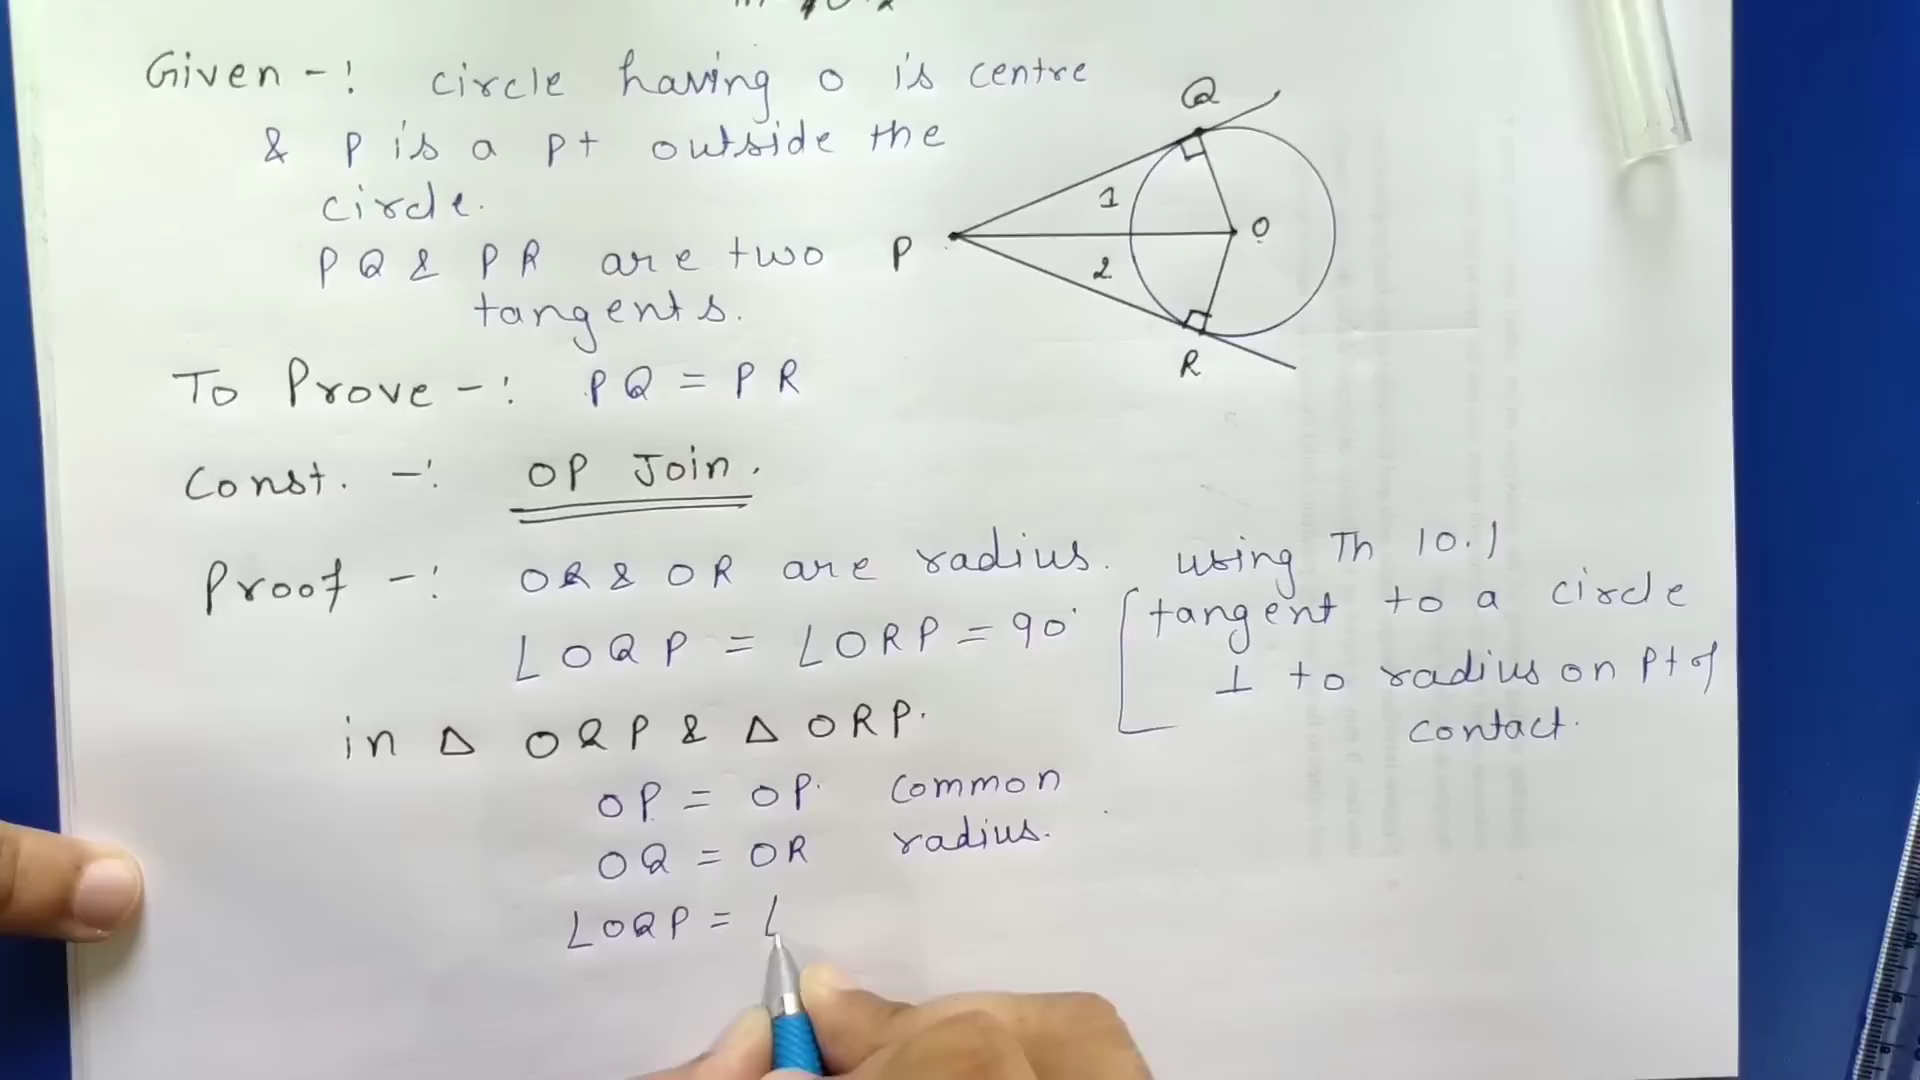 Given -: circle having O is centre
& P is a pt outside the
circle.
PQ & PR are two
tangents.
To Prove -: PQ = PR
Const. -: OP Join.
Proof -: OQ & OR are radius. using Th 10.1
∠OQP = ∠ORP = 90° [tangent to a circle
⊥ to radius on pt of
contact.
in △ OQP & △ ORP.
OP = OP. common
OQ = OR radius.
∠OQP = ∠
Q
1
P
O
2
R